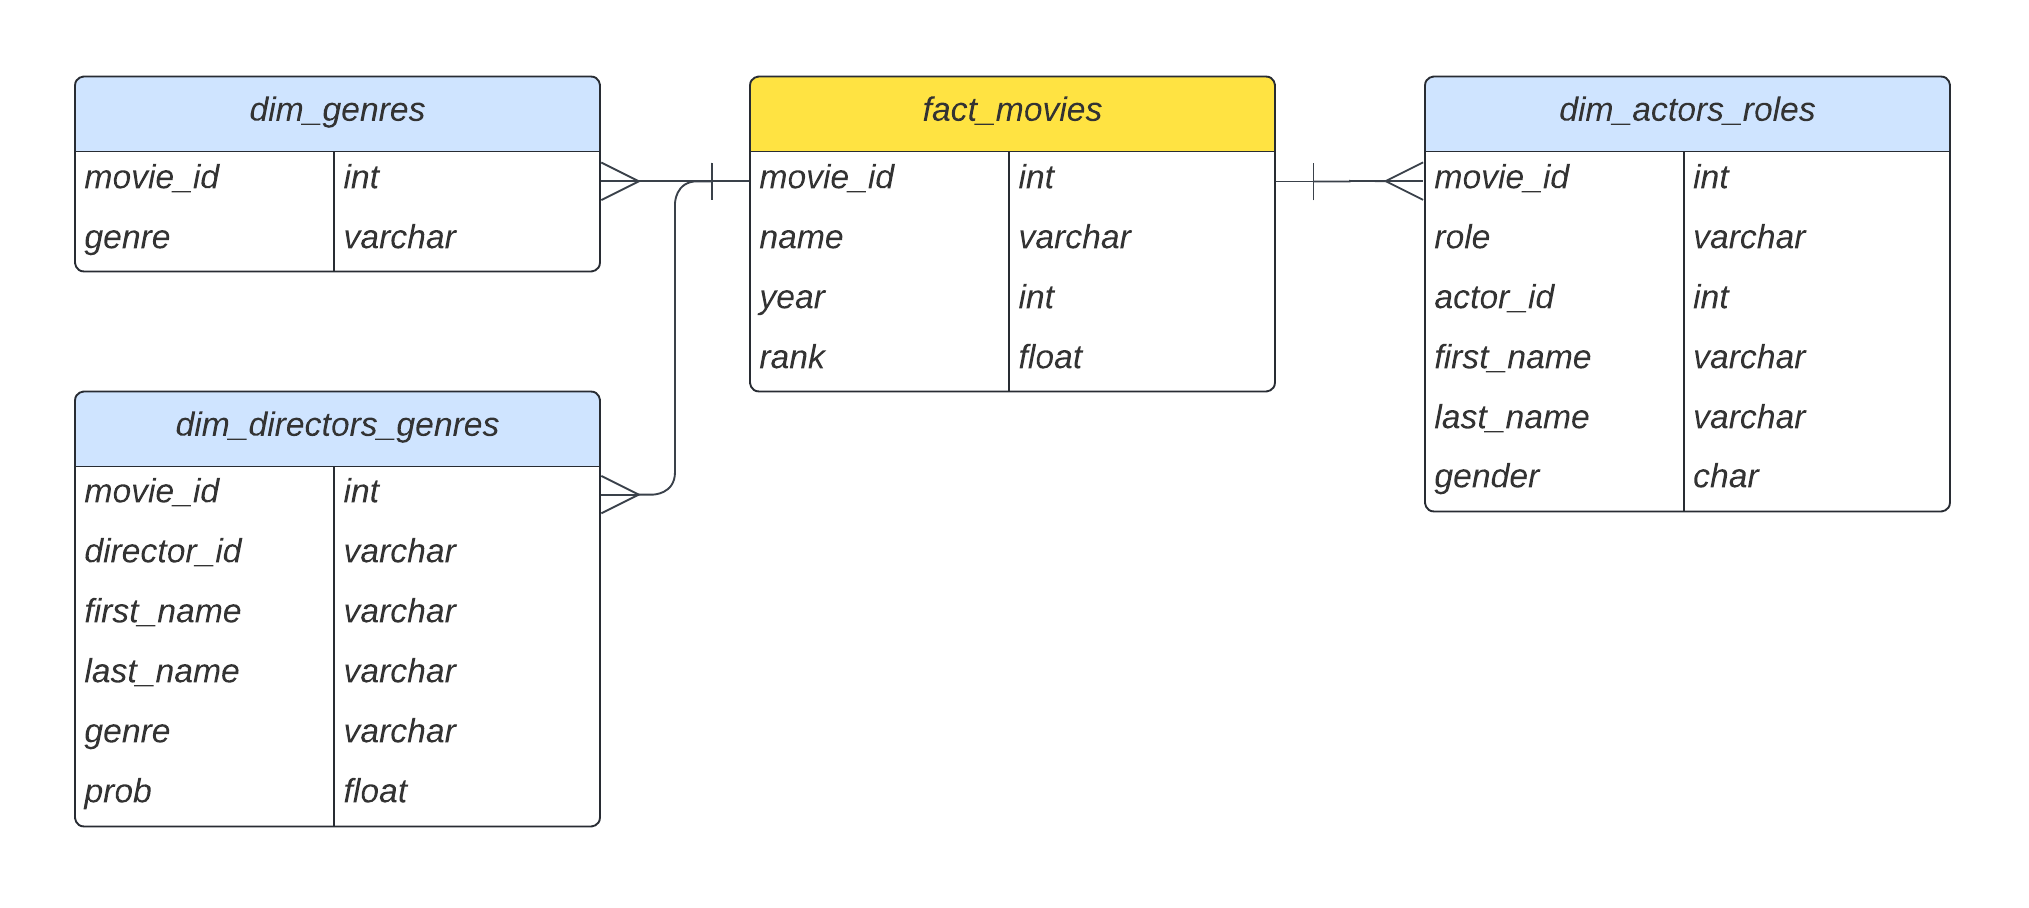 dim_genres
movie_id int
genre varchar
fact_movies
movie_id int
name varchar
year int
rank float
dim_actors_roles
movie_id int
role varchar
actor_id int
first_name varchar
last_name varchar
gender char
dim_directors_genres
movie_id int
director_id varchar
first_name varchar
last_name varchar
genre varchar
prob float